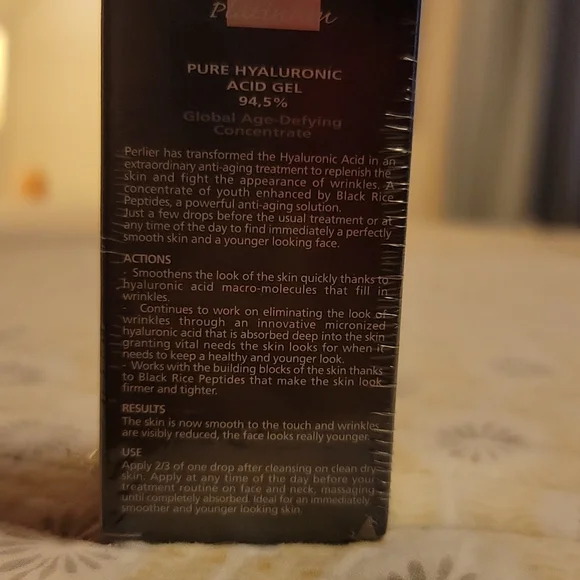 Platinum
PURE HYALURONIC
ACID GEL
94,5%
Global Age-Defying
Concentrate
Perlier has transformed the Hyaluronic Acid in an
extraordinary anti-aging treatment to replenish the
skin and fight the appearance of wrinkles. A
concentrate of youth enhanced by Black Rice
Peptides, a powerful anti-aging solution.
Just a few drops before the usual treatment or at
any time of the day to find immediately a perfectly
smooth skin and a younger looking face.
ACTIONS
- Smoothens the look of the skin quickly thanks to
hyaluronic acid macro-molecules that fill in
wrinkles.
- Continues to work on eliminating the look of
wrinkles through an innovative micronized
hyaluronic acid that is absorbed deep into the skin
granting vital needs the skin looks for when it
needs to keep a healthy and younger look.
- Works with the building blocks of the skin thanks
to Black Rice Peptides that make the skin look
firmer and tighter.
RESULTS
The skin is now smooth to the touch and wrinkles
are visibly reduced, the face looks really younger.
USE
Apply 2/3 of one drop after cleansing on clean dry
skin. Apply at any time of the day before your
treatment routine on face and neck, massaging
until completely absorbed. Ideal for an immediately
smoother and younger looking skin.